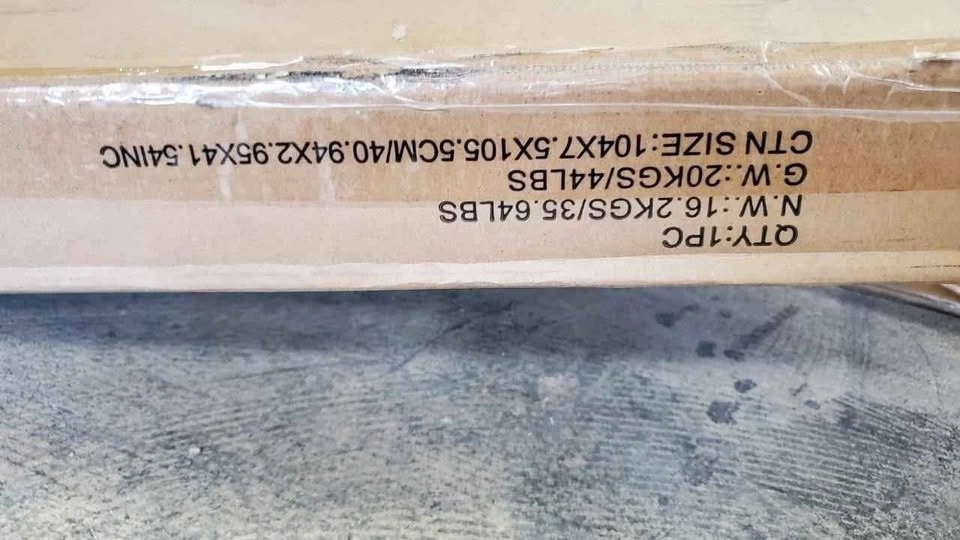 QTY:1PC
N.W.:16.2KGS/35.64LBS
G.W.:20KGS/44LBS
CTN SIZE:104X7.5X105.5CM/40.94X2.95X41.54INC